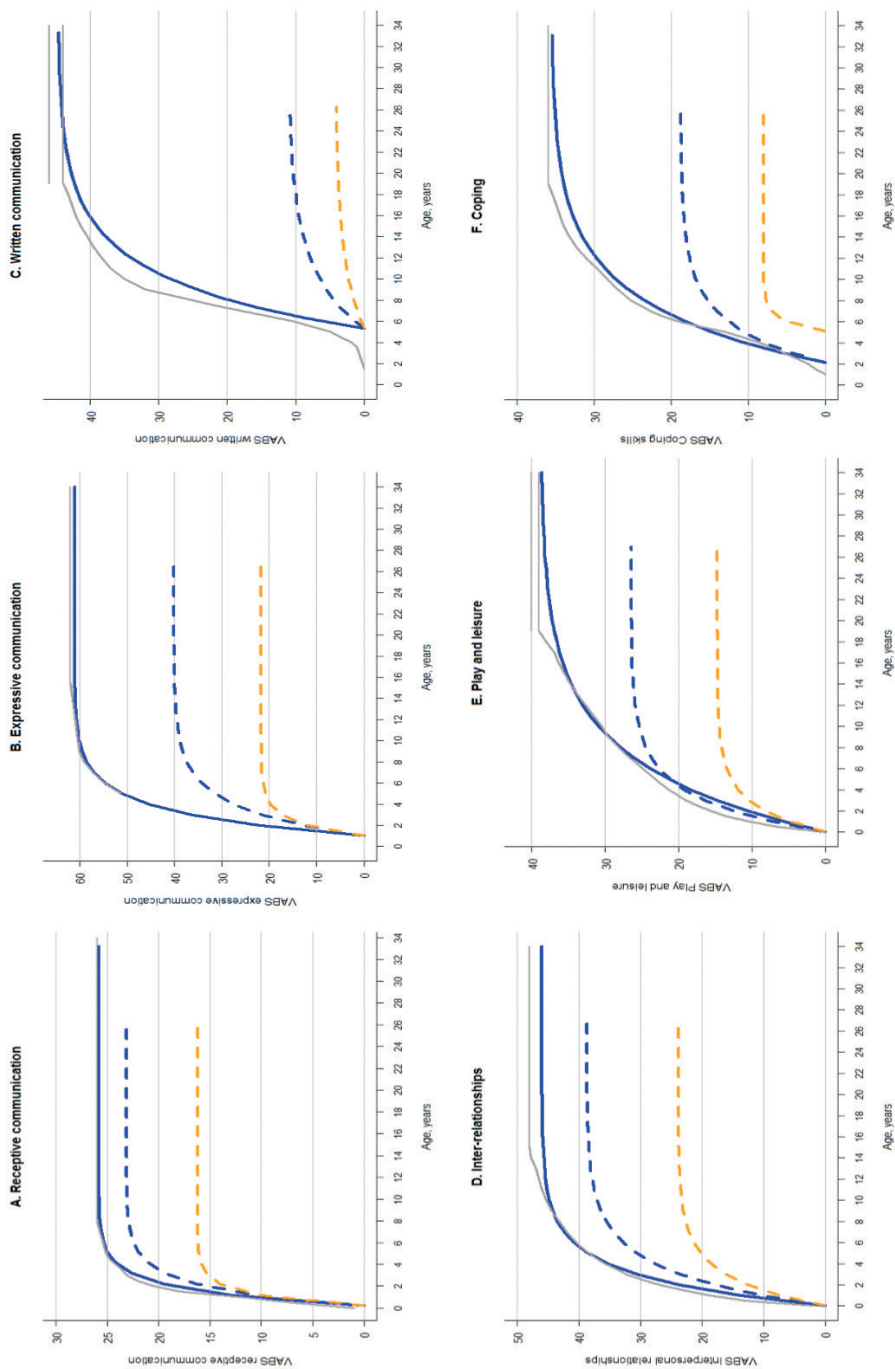 A. Receptive communication
VABS receptive communication
30
25
20
15
10
5
0
0 2 4 6 8 10 12 14 16 18 20 22 24 26 28 30 32 34
Age, years
B. Expressive communication
VABS expressive communication
60
50
40
30
20
10
0
0 2 4 6 8 10 12 14 16 18 20 22 24 26 28 30 32 34
Age, years
C. Written communication
VABS written communication
40
30
20
10
0
0 2 4 6 8 10 12 14 16 18 20 22 24 26 28 30 32 34
Age, years
D. Inter-relationships
VABS Interpersonal relationships
50
40
30
20
10
0
0 2 4 6 8 10 12 14 16 18 20 22 24 26 28 30 32 34
Age, years
E. Play and leisure
VABS Play and leisure
40
30
20
10
0
0 2 4 6 8 10 12 14 16 18 20 22 24 26 28 30 32 34
Age, years
F. Coping
VABS Coping skills
40
30
20
10
0
0 2 4 6 8 10 12 14 16 18 20 22 24 26 28 30 32 34
Age, years